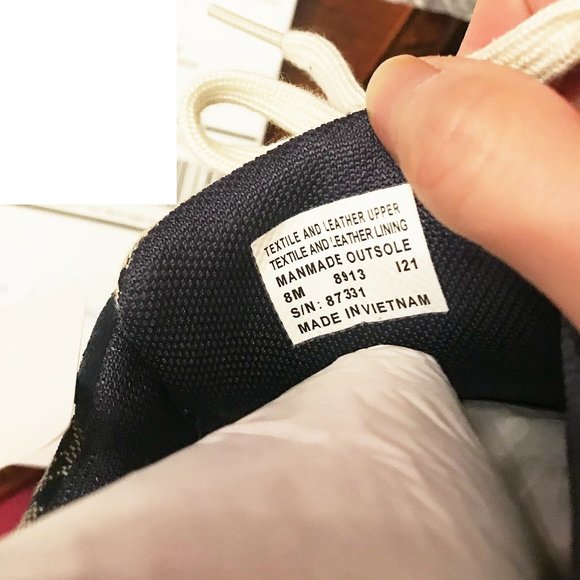 TEXTILE AND LEATHER UPPER
TEXTILE AND LEATHER LINING
MANMADE OUTSOLE
8M 8913 I21
S/N: 87331
MADE IN VIETNAM